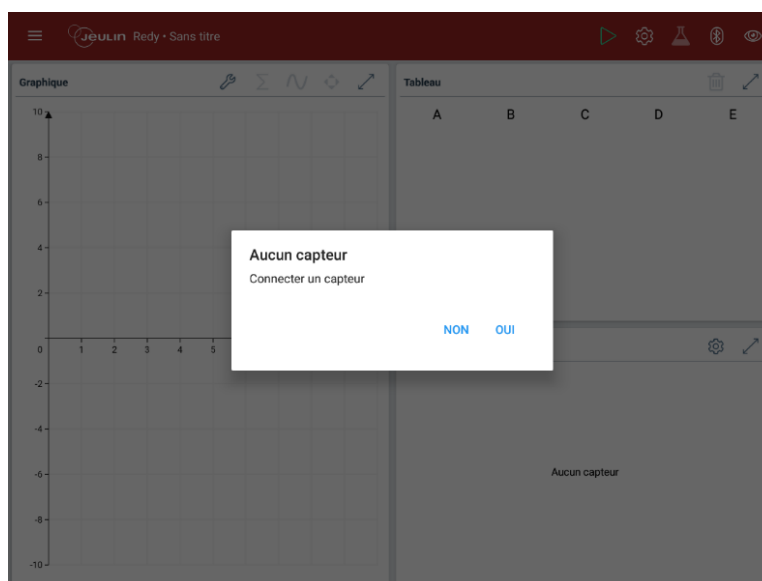 Jeulin Redy • Sans titre
Graphique
Tableau
A B C D E
10
8
6
4
2
0 1 2 3 4 5
-2
-4
-6
-8
-10
Aucun capteur
Connecter un capteur
NON OUI
Aucun capteur